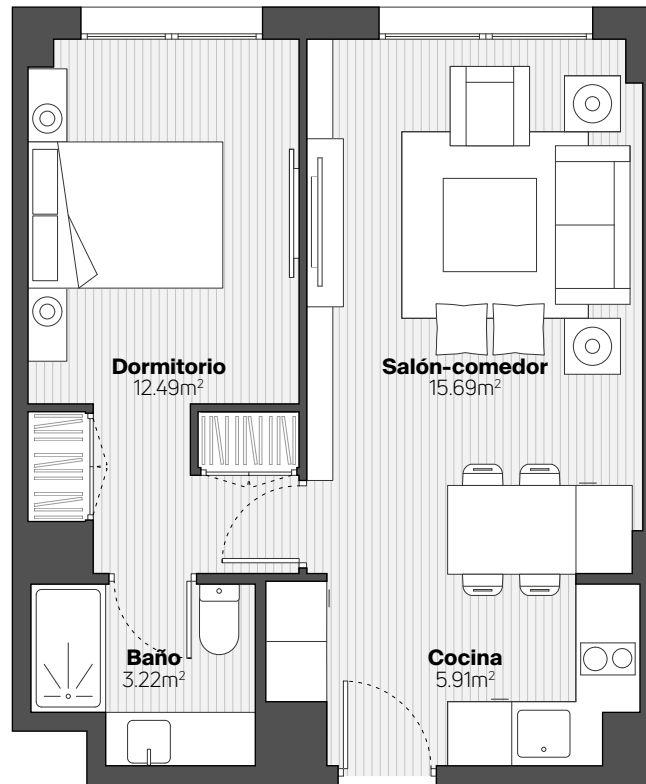 Dormitorio
12.49m²
Salón-comedor
15.69m²
Baño
3.22m²
Cocina
5.91m²